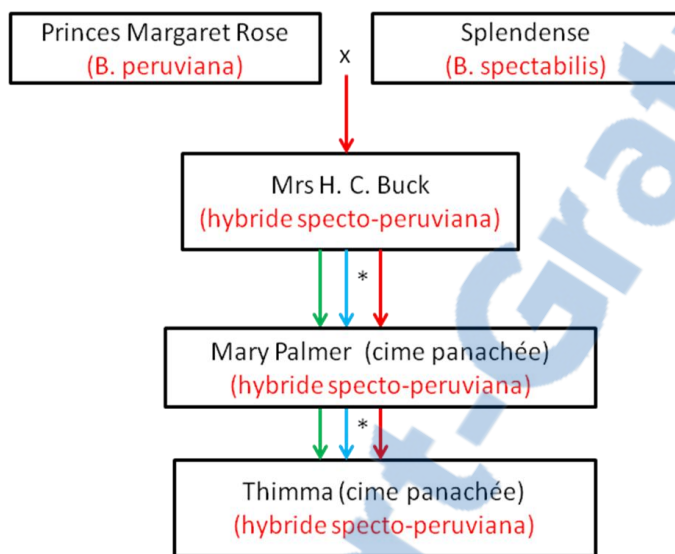 Princes Margaret Rose
(B. peruviana)
x
Splendense
(B. spectabilis)
Mrs H. C. Buck
(hybride specto-peruviana)
*
Mary Palmer (cime panachée)
(hybride specto-peruviana)
*
Thimma (cime panachée)
(hybride specto-peruviana)